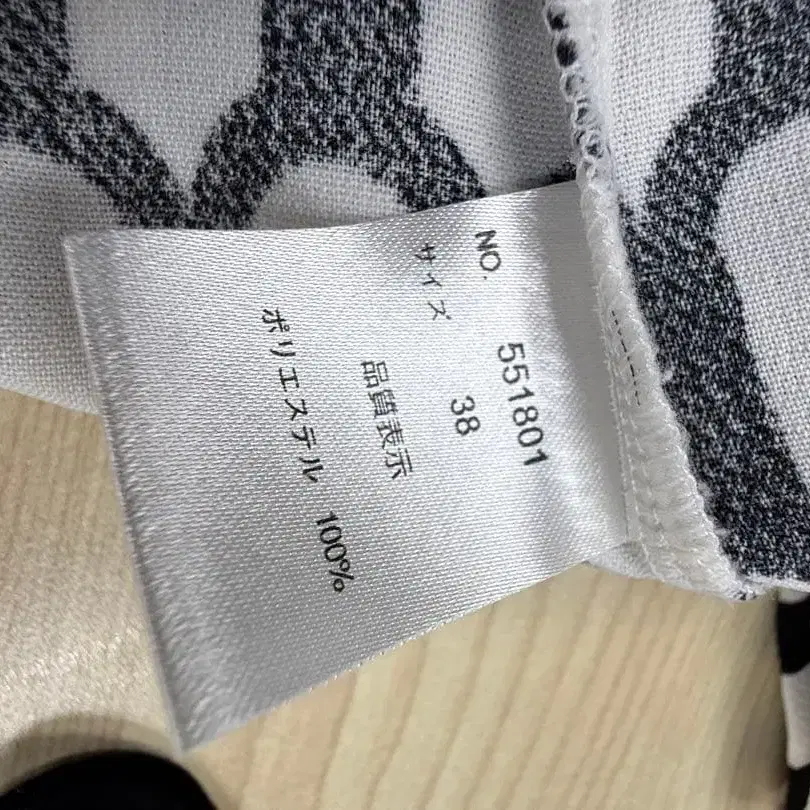 NO. 551801
サイズ 38
品質表示
ポリエステル 100%